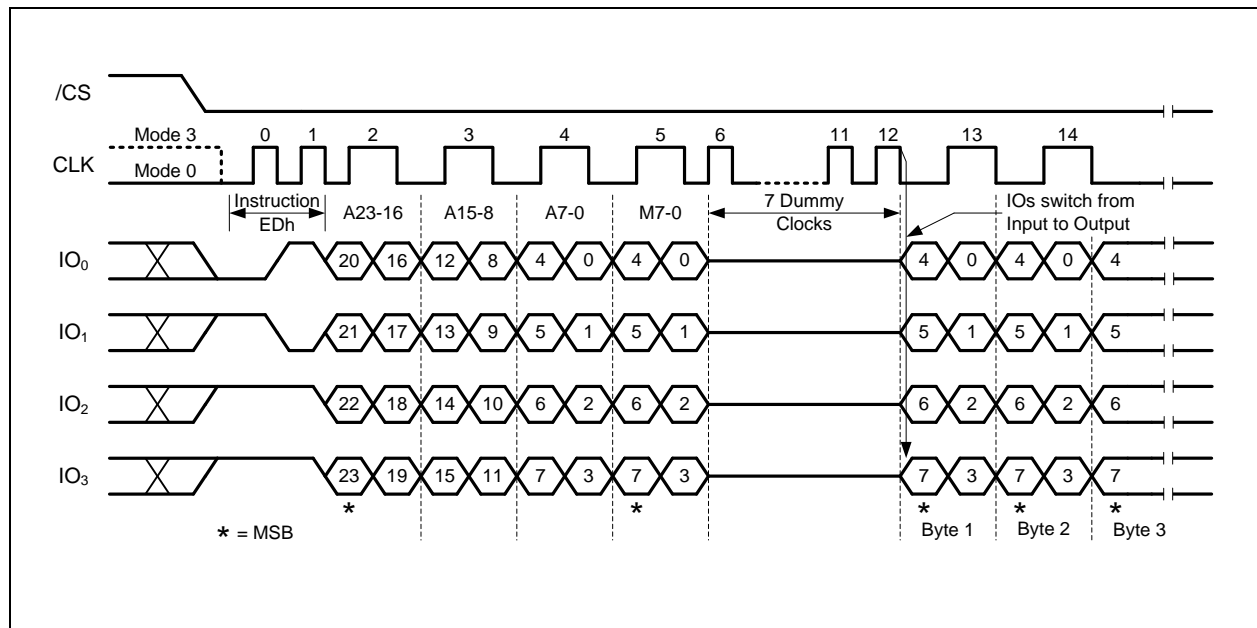 /CS
Mode 3 0 1 2 3 4 5 6 11 12 13 14
CLK
Mode 0
Instruction
EDh
A23-16 A15-8 A7-0 M7-0
7 Dummy
Clocks
IOs switch from
Input to Output
IO0 20 16 12 8 4 0 4 0 4 0 4 0 4
IO1 21 17 13 9 5 1 5 1 5 1 5 1 5
IO2 22 18 14 10 6 2 6 2 6 2 6 2 6
IO3 23 19 15 11 7 3 7 3 7 3 7 3 7
* * * * *
* = MSB
Byte 1 Byte 2 Byte 3